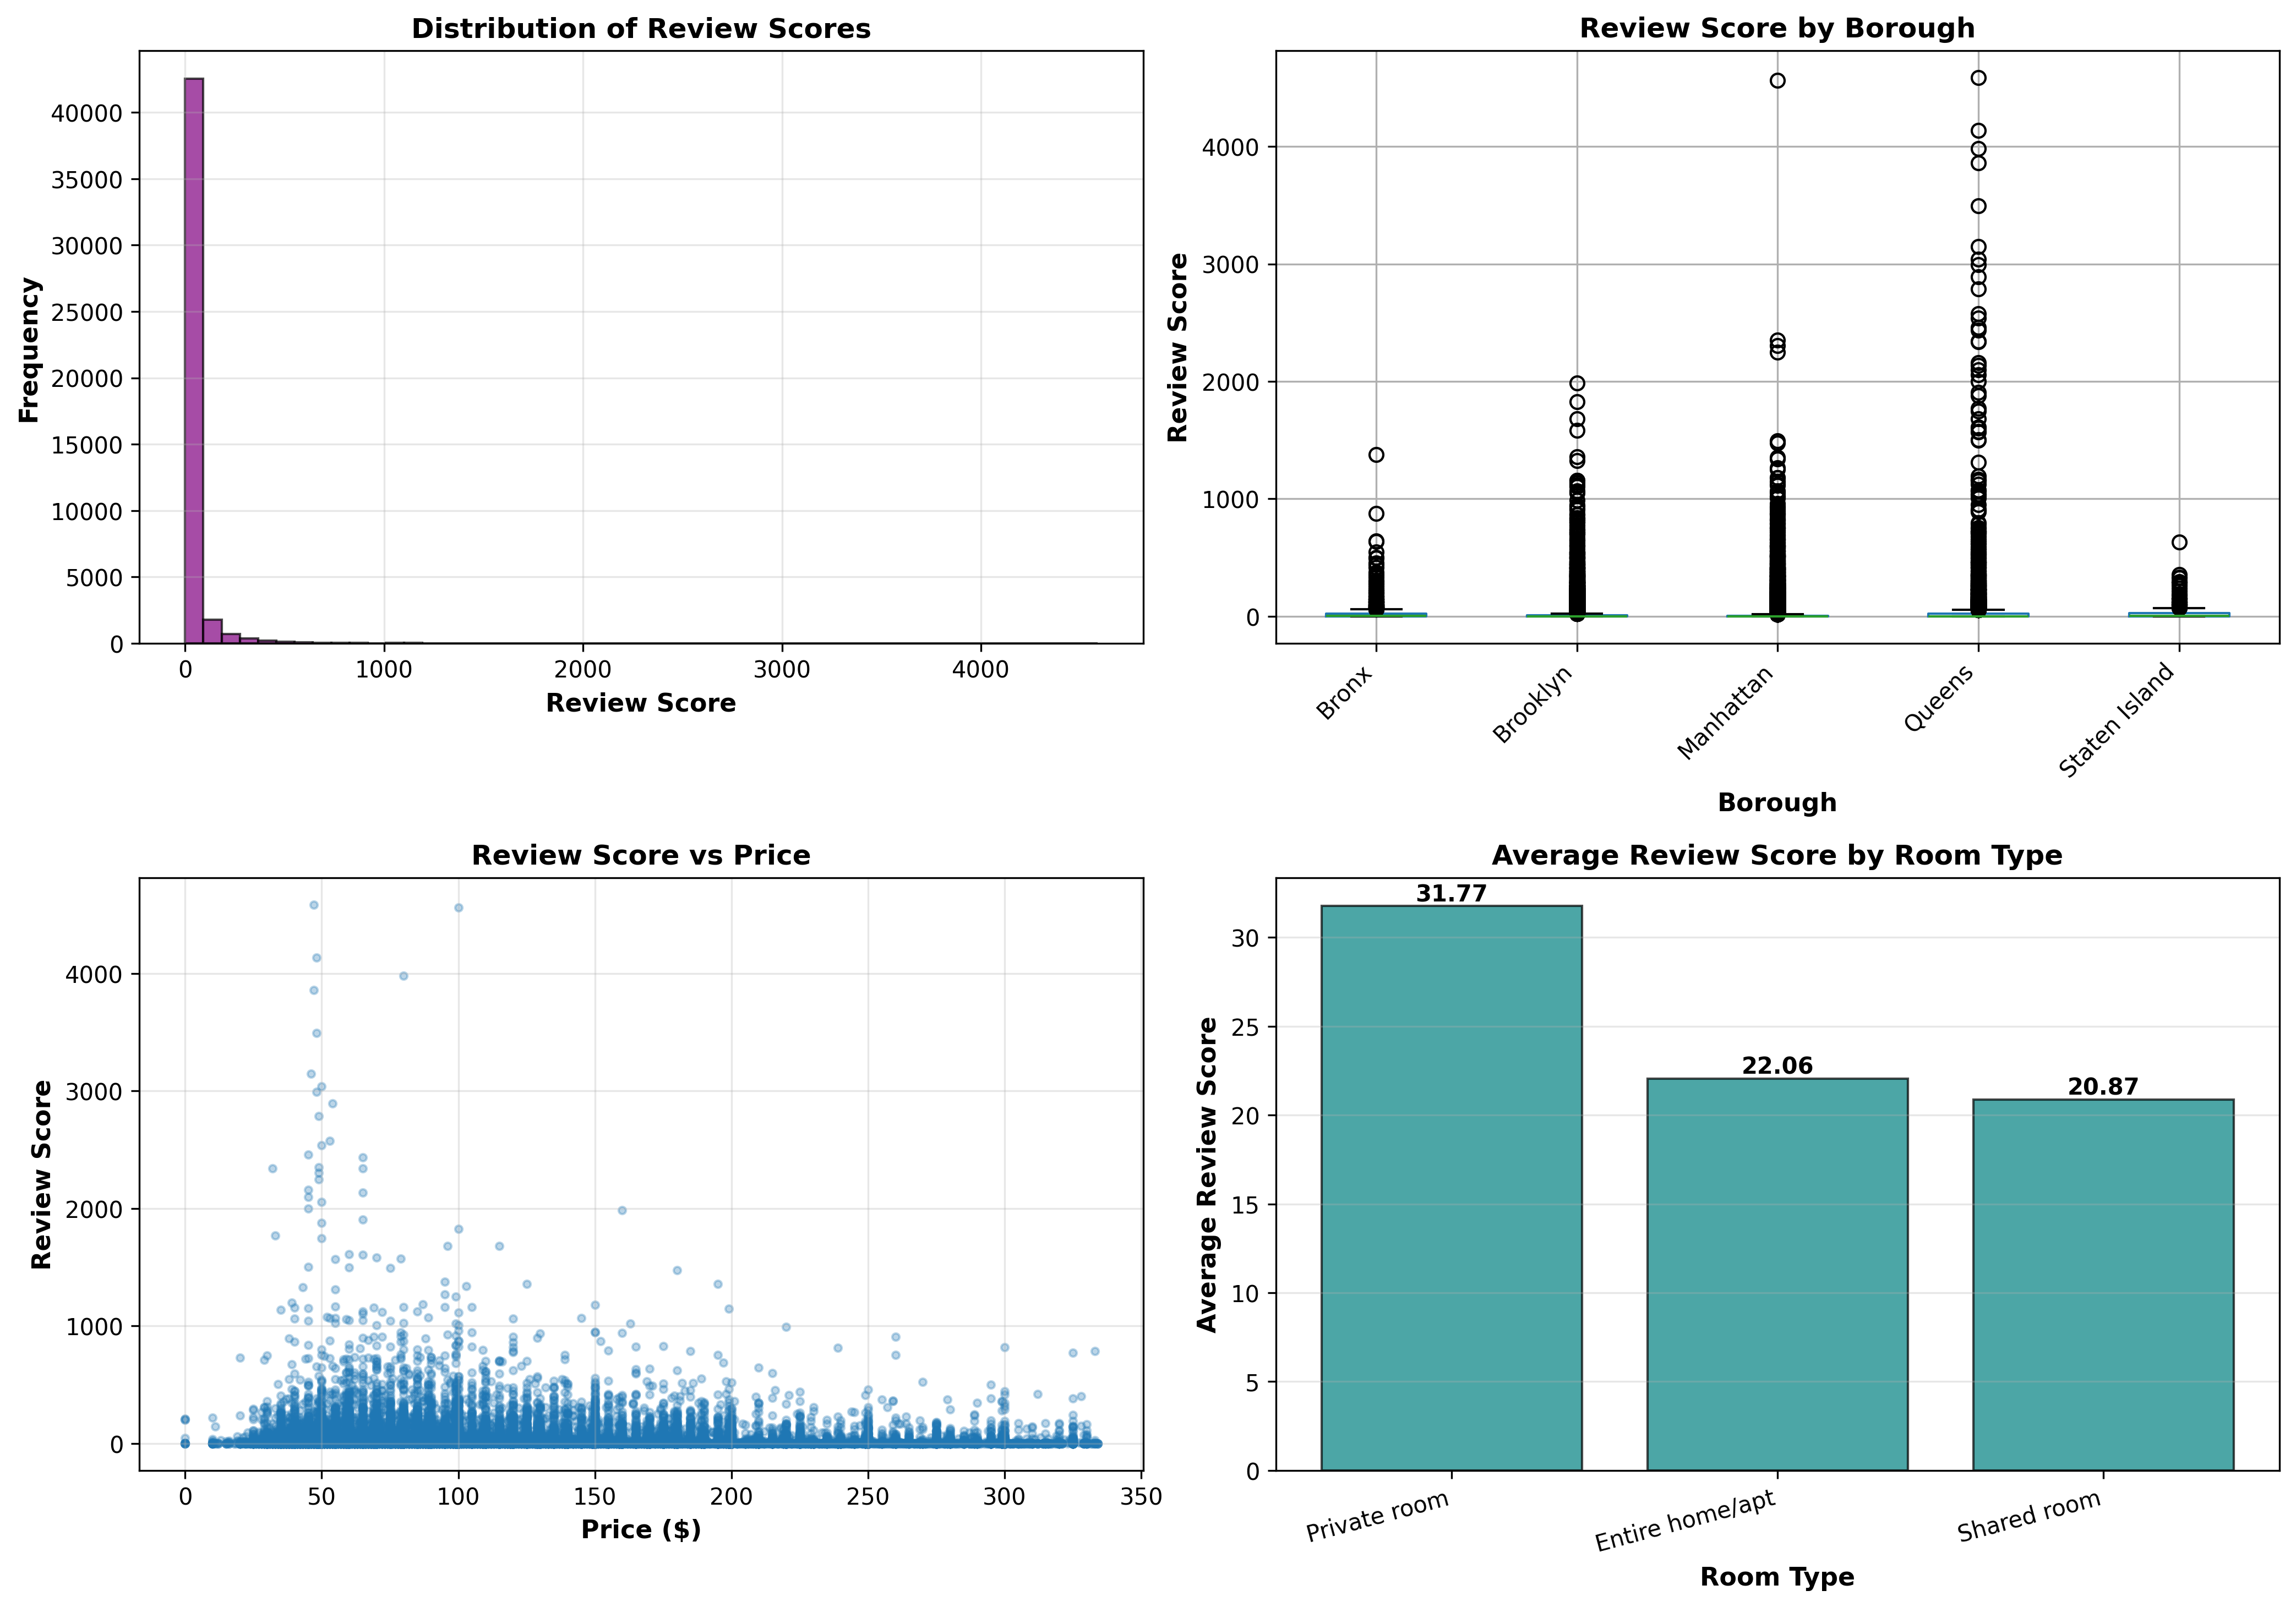 Distribution of Review Scores
Frequency
40000
35000
30000
25000
20000
15000
10000
5000
0
0 1000 2000 3000 4000
Review Score
Review Score by Borough
Review Score
4000
3000
2000
1000
0
Bronx
Brooklyn
Manhattan
Queens
Staten Island
Borough
Review Score vs Price
Review Score
4000
3000
2000
1000
0
0 50 100 150 200 250 300 350
Price ($)
Average Review Score by Room Type
Average Review Score
30
25
20
15
10
5
0
31.77
22.06
20.87
Private room
Entire home/apt
Shared room
Room Type